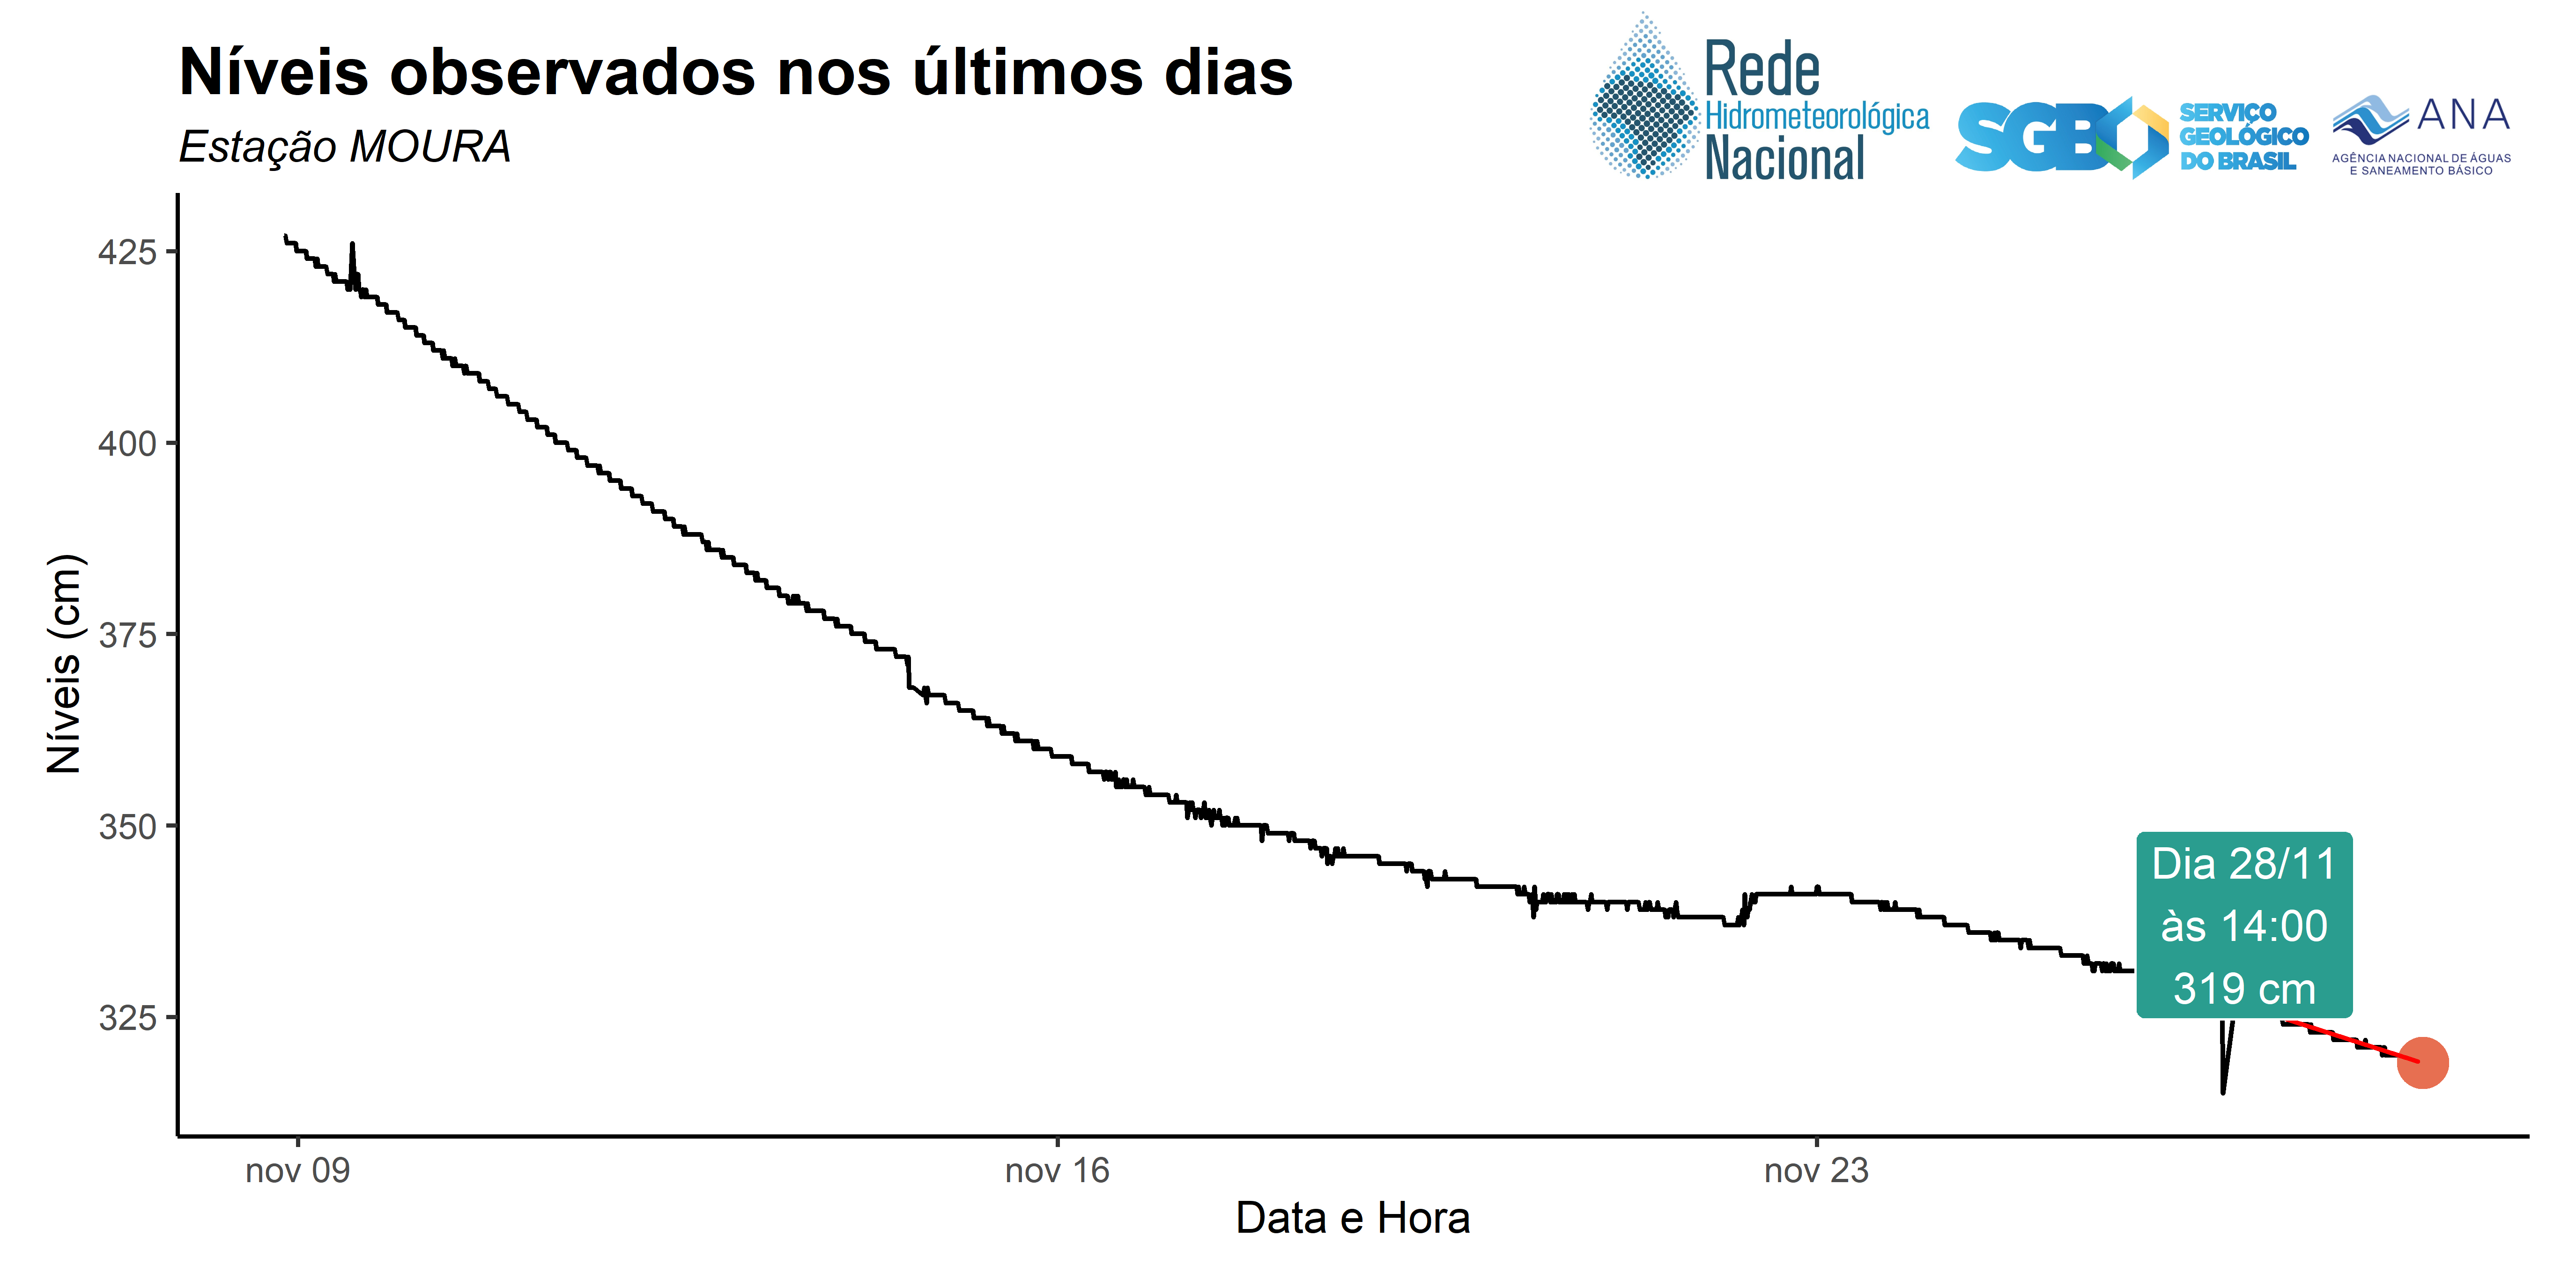 Níveis observados nos últimos dias
Estação MOURA
Rede
Hidrometeorológica
Nacional
SGB
SERVIÇO
GEOLÓGICO
DO BRASIL
ANA
AGÊNCIA NACIONAL DE ÁGUAS
E SANEAMENTO BÁSICO
Níveis (cm)
425
400
375
350
325
Dia 28/11
às 14:00
319 cm
nov 09
nov 16
nov 23
Data e Hora